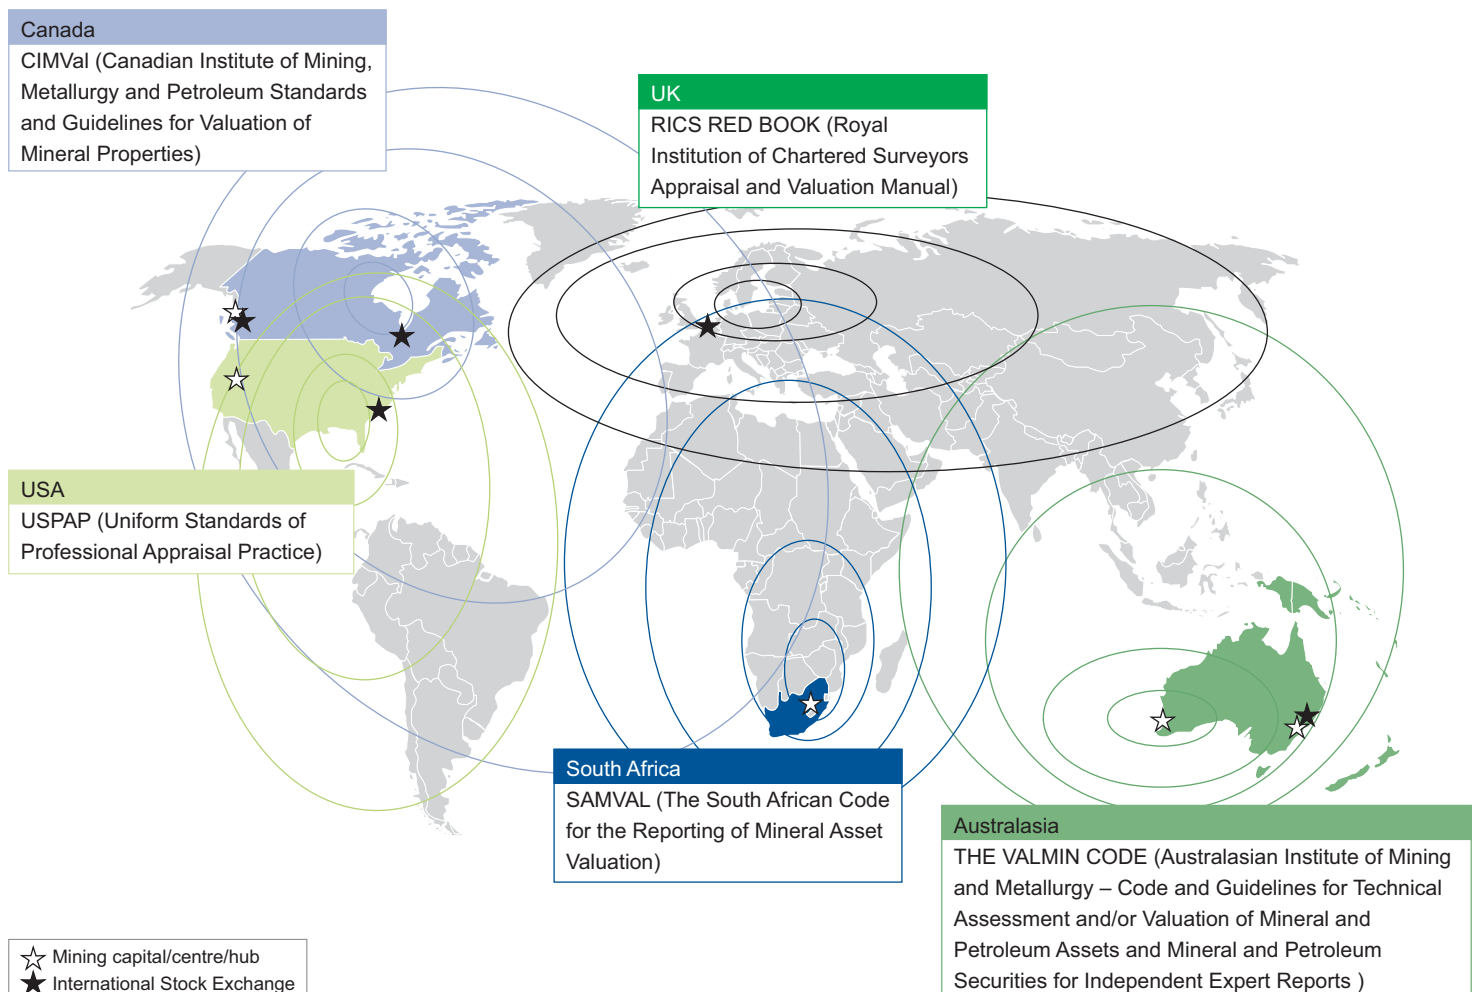 Canada
CIMVal (Canadian Institute of Mining,
Metallurgy and Petroleum Standards
and Guidelines for Valuation of
Mineral Properties)
UK
RICS RED BOOK (Royal
Institution of Chartered Surveyors
Appraisal and Valuation Manual)
USA
USPAP (Uniform Standards of
Professional Appraisal Practice)
South Africa
SAMVAL (The South African Code
for the Reporting of Mineral Asset
Valuation)
Australasia
THE VALMIN CODE (Australasian Institute of Mining
and Metallurgy – Code and Guidelines for Technical
Assessment and/or Valuation of Mineral and
Petroleum Assets and Mineral and Petroleum
Securities for Independent Expert Reports )
Mining capital/centre/hub
International Stock Exchange